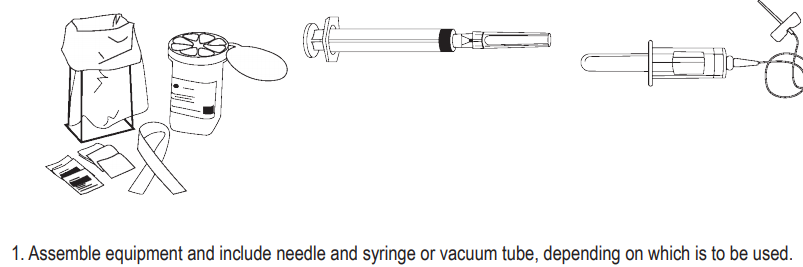 1. Assemble equipment and include needle and syringe or vacuum tube, depending on which is to be used.